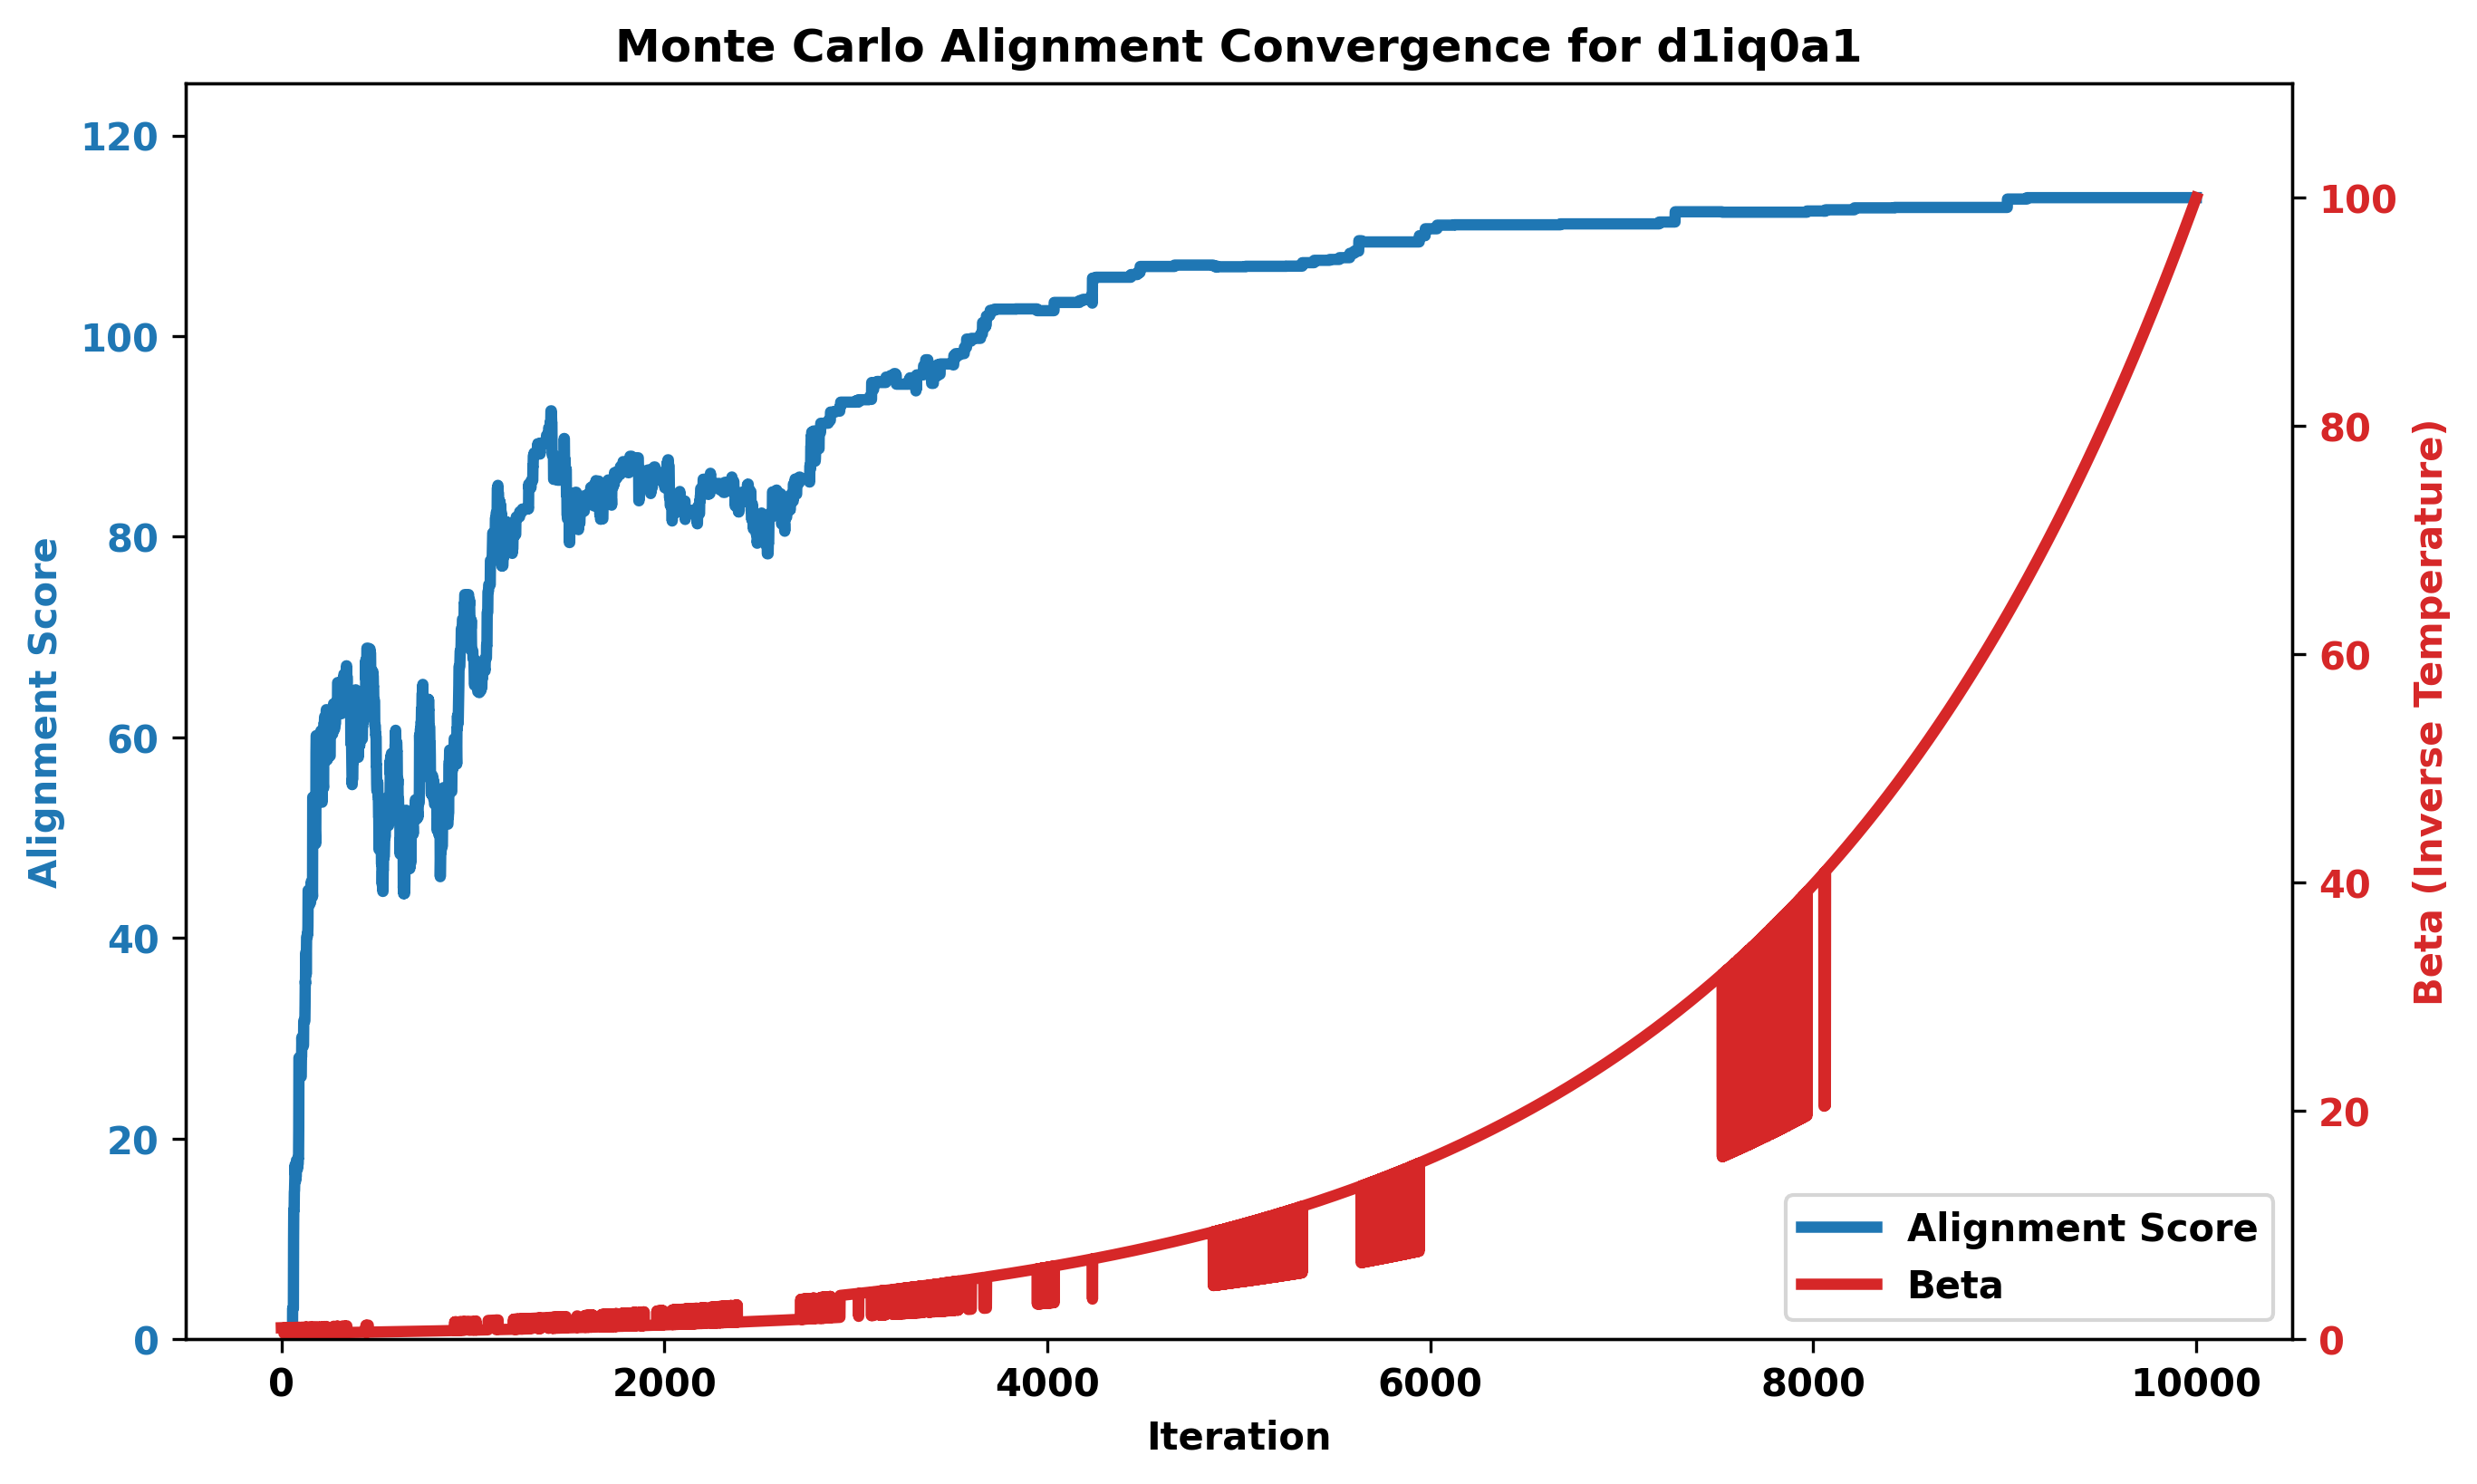 Monte Carlo Alignment Convergence for d1iq0a1
120
100
80
60
40
20
0
Alignment Score
100
80
60
40
20
0
Beta (Inverse Temperature)
Alignment Score
Beta
0 2000 4000 6000 8000 10000
Iteration